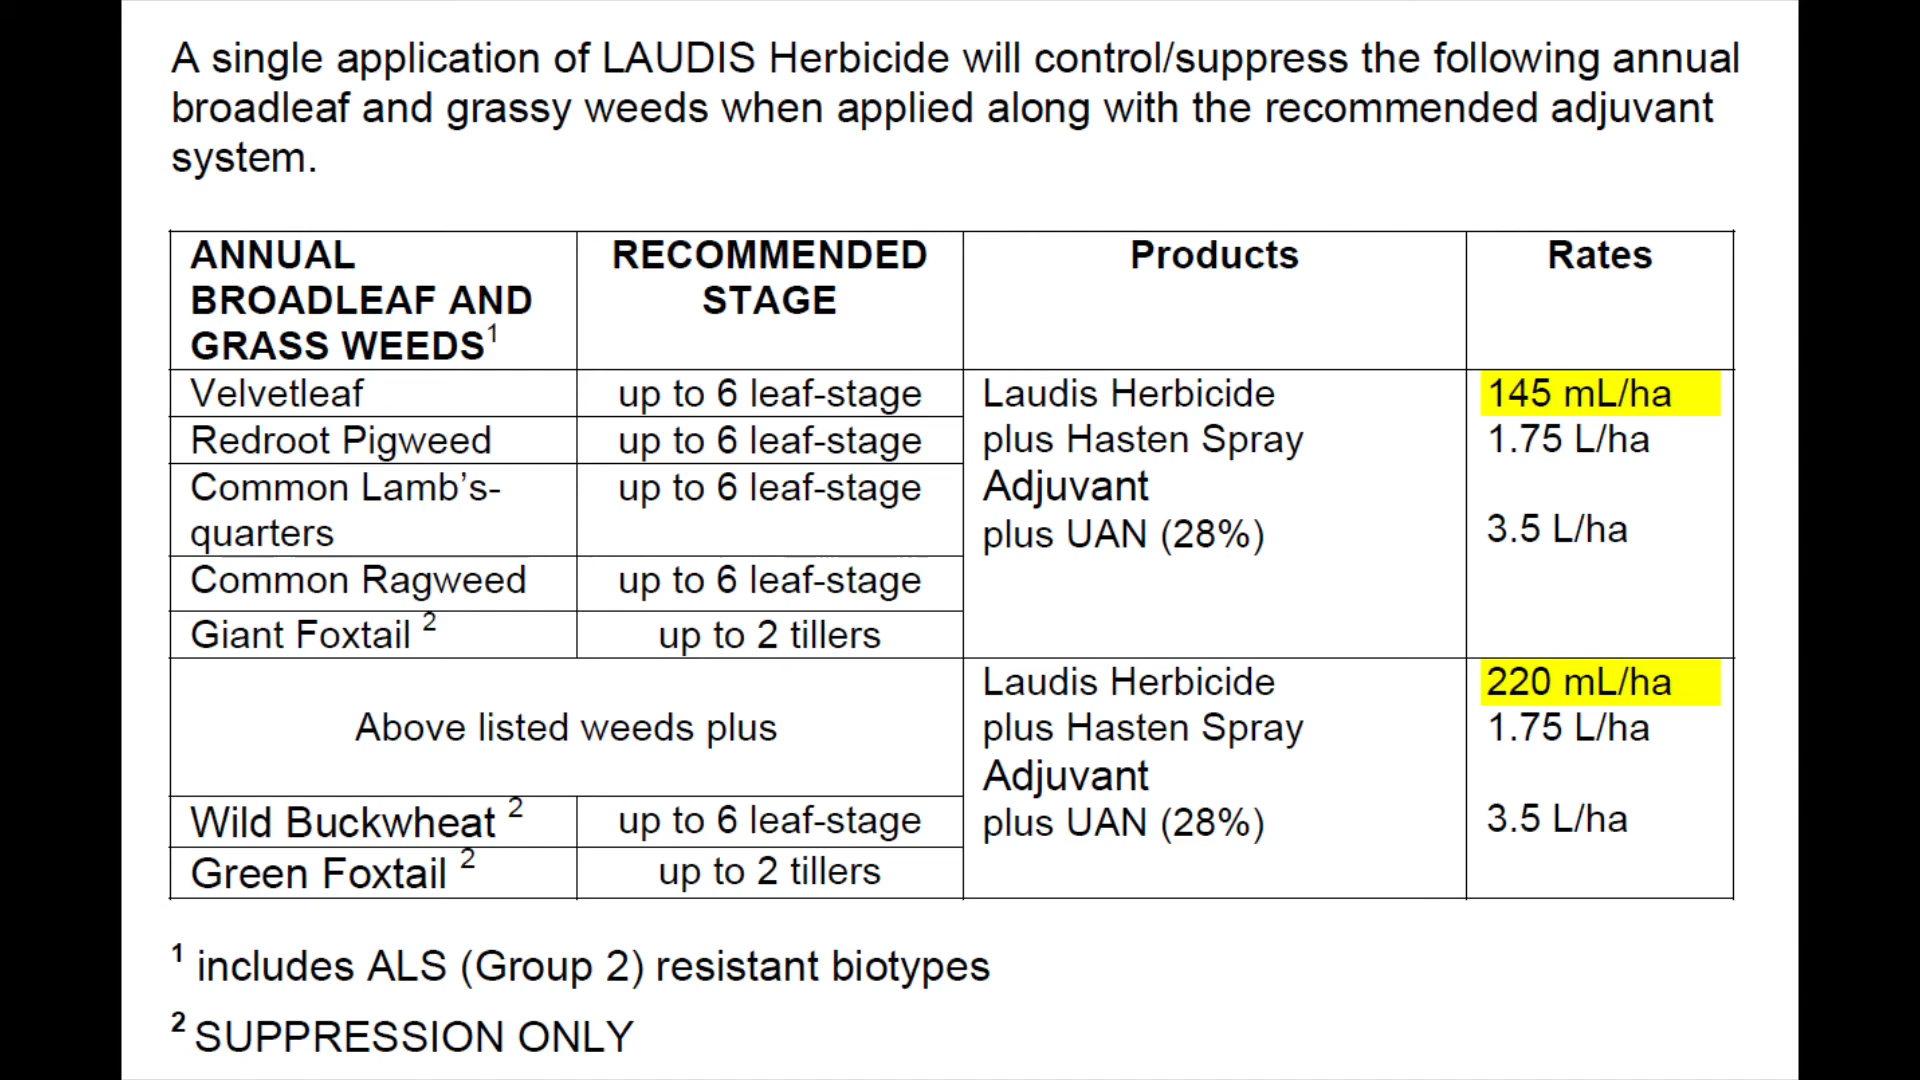 A single application of LAUDIS Herbicide will control/suppress the following annual
broadleaf and grassy weeds when applied along with the recommended adjuvant
system.
ANNUAL
BROADLEAF AND
GRASS WEEDS¹
RECOMMENDED
STAGE
Products
Rates
Velvetleaf
up to 6 leaf-stage
Redroot Pigweed
up to 6 leaf-stage
Common Lamb’s-
quarters
up to 6 leaf-stage
Common Ragweed
up to 6 leaf-stage
Giant Foxtail ²
up to 2 tillers
Laudis Herbicide
plus Hasten Spray
Adjuvant
plus UAN (28%)
145 mL/ha
1.75 L/ha
3.5 L/ha
Above listed weeds plus
Wild Buckwheat ²
up to 6 leaf-stage
Green Foxtail ²
up to 2 tillers
Laudis Herbicide
plus Hasten Spray
Adjuvant
plus UAN (28%)
220 mL/ha
1.75 L/ha
3.5 L/ha
¹ includes ALS (Group 2) resistant biotypes
² SUPPRESSION ONLY